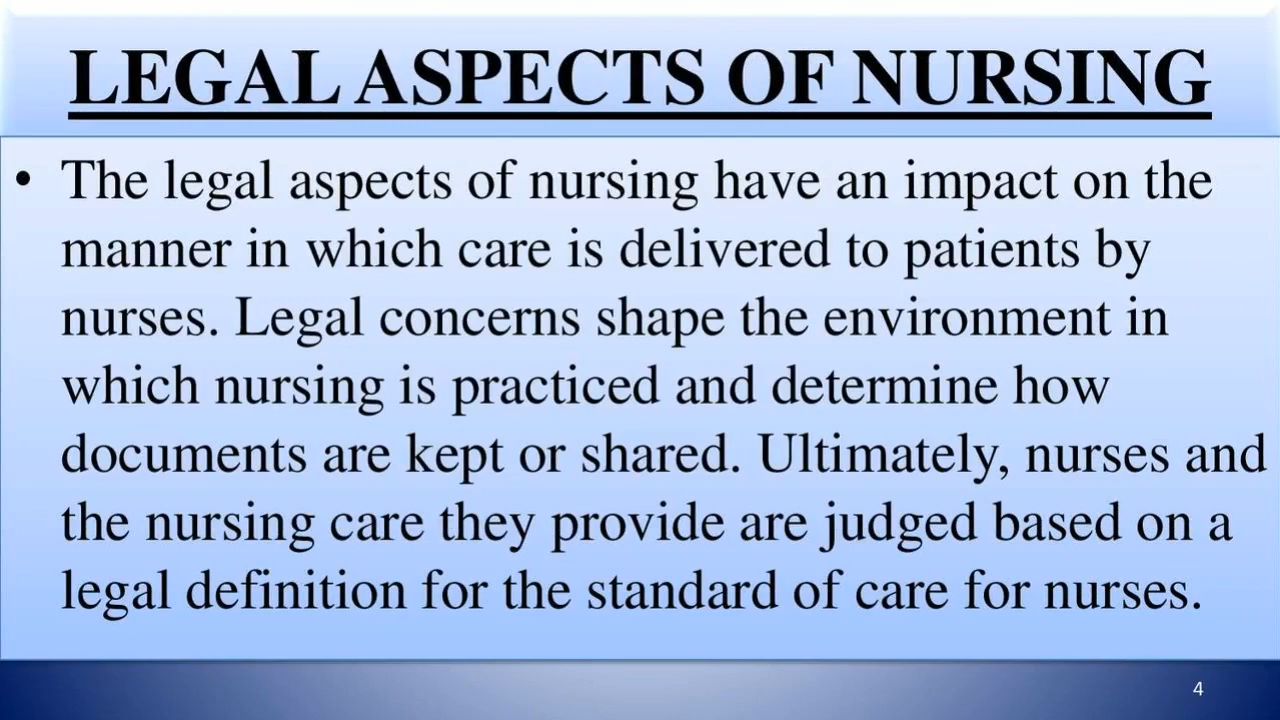 LEGAL ASPECTS OF NURSING
• The legal aspects of nursing have an impact on the
manner in which care is delivered to patients by
nurses. Legal concerns shape the environment in
which nursing is practiced and determine how
documents are kept or shared. Ultimately, nurses and
the nursing care they provide are judged based on a
legal definition for the standard of care for nurses.
4